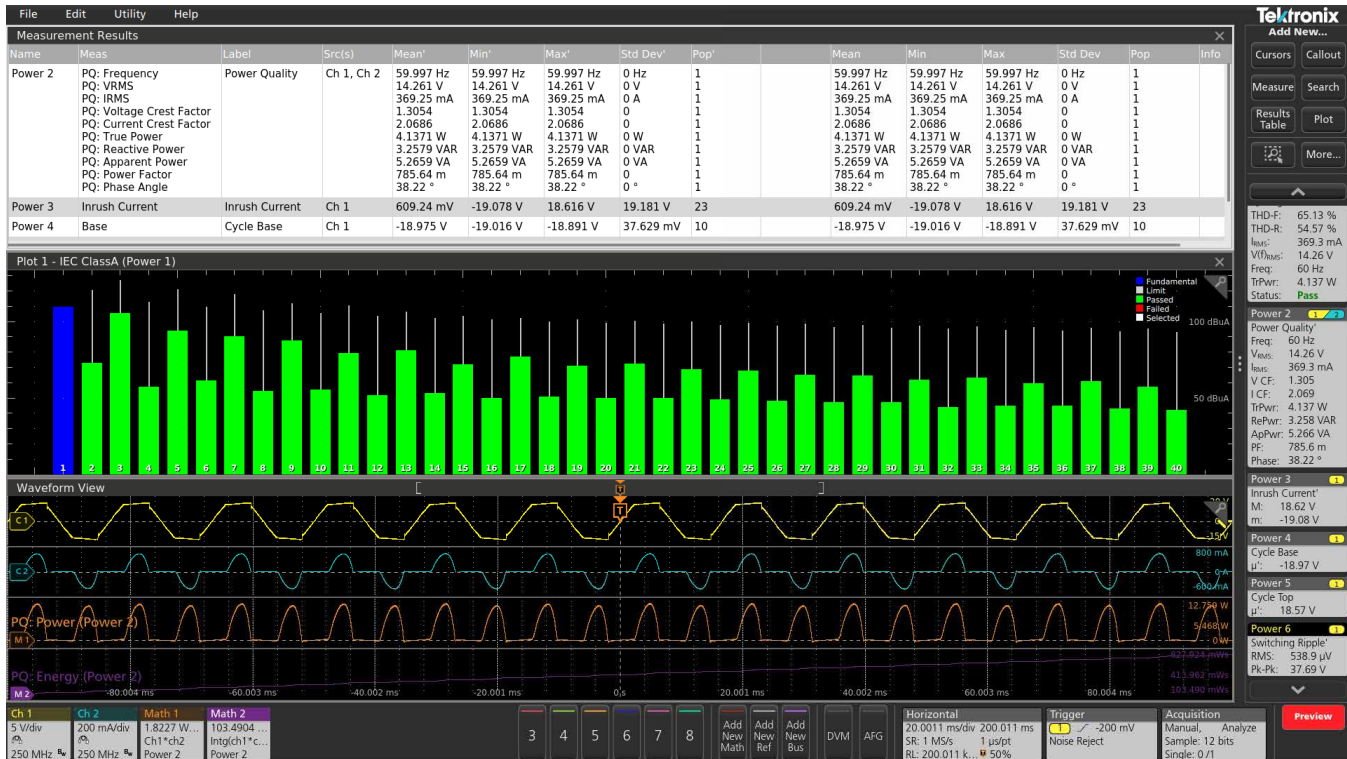 File Edit Utility Help
Tektronix
Add New...
Measurement Results
Name Meas Label Src(s) Mean' Min' Max' Std Dev' Pop' Mean Min Max Std Dev Pop Info
Power 2 PQ: Frequency Power Quality Ch 1, Ch 2 59.997 Hz 59.997 Hz 59.997 Hz 0 Hz 1 59.997 Hz 59.997 Hz 59.997 Hz 0 Hz 1
PQ: VRMS 14.261 V 14.261 V 14.261 V 0 V 1 14.261 V 14.261 V 14.261 V 0 V 1
PQ: IRMS 369.25 mA 369.25 mA 369.25 mA 0 A 1 369.25 mA 369.25 mA 369.25 mA 0 A 1
PQ: Voltage Crest Factor 1.3054 1.3054 1.3054 0 1 1.3054 1.3054 1.3054 0 1
PQ: Current Crest Factor 2.0686 2.0686 2.0686 0 1 2.0686 2.0686 2.0686 0 1
PQ: True Power 4.1371 W 4.1371 W 4.1371 W 0 W 1 4.1371 W 4.1371 W 4.1371 W 0 W 1
PQ: Reactive Power 3.2579 VAR 3.2579 VAR 3.2579 VAR 0 VAR 1 3.2579 VAR 3.2579 VAR 3.2579 VAR 0 VAR 1
PQ: Apparent Power 5.2659 VA 5.2659 VA 5.2659 VA 0 VA 1 5.2659 VA 5.2659 VA 5.2659 VA 0 VA 1
PQ: Power Factor 785.64 m 785.64 m 785.64 m 0 1 785.64 m 785.64 m 785.64 m 0 1
PQ: Phase Angle 38.22 ° 38.22 ° 38.22 ° 0 ° 1 38.22 ° 38.22 ° 38.22 ° 0 ° 1
Power 3 Inrush Current Inrush Current Ch 1 609.24 mV -19.078 V 18.616 V 19.181 V 23 609.24 mV -19.078 V 18.616 V 19.181 V 23
Power 4 Base Cycle Base Ch 1 -18.975 V -19.016 V -18.891 V 37.629 mV 10 -18.975 V -19.016 V -18.891 V 37.629 mV 10
Plot 1 - IEC ClassA (Power 1)
Fundamental
Limit
Passed
Failed
Selected
100 dBuA
50 dBuA
1 2 3 4 5 6 7 8 9 10 11 12 13 14 15 16 17 18 19 20 21 22 23 24 25 26 27 28 29 30 31 32 33 34 35 36 37 38 39 40
Waveform View
T
T
C 1
-15 V
C 2
800 mA
0 A
-600 mA
PQ: Power (Power 2)
M 1
12.759 W
5.468 W
0 W
PQ: Energy (Power 2)
M 2
827.924 mWs
413.962 mWs
103.490 mWs
-80.004 ms -60.003 ms -40.002 ms -20.001 ms 0 s 20.001 ms 40.002 ms 60.003 ms 80.004 ms
Cursors Callout
Measure Search
Results Table Plot
More...
THD-F: 65.13 %
THD-R: 54.57 %
IRMS: 369.3 mA
V(f)RMS: 14.26 V
Freq: 60 Hz
TrPwr: 4.137 W
Status: Pass
Power 2 1 2
Power Quality'
Freq: 60 Hz
VRMS: 14.26 V
IRMS: 369.3 mA
V CF: 1.305
I CF: 2.069
TrPwr: 4.137 W
RePwr: 3.258 VAR
ApPwr: 5.266 VA
PF: 785.6 m
Phase: 38.22 °
Power 3 1
Inrush Current'
M: 18.62 V
m: -19.08 V
Power 4 1
Cycle Base
µ': -18.97 V
Power 5 1
Cycle Top
µ': 18.57 V
Power 6 1
Switching Ripple'
RMS: 538.9 µV
Pk-Pk: 37.69 V
Ch 1
5 V/div
250 MHz Bw
Ch 2
200 mA/div
250 MHz Bw
Math 1
1.8227 W...
Ch1*ch2
Power 2
Math 2
103.4904 ...
Intg(ch1*c...
Power 2
3 4 5 6 7 8
Add New Math
Add New Ref
Add New Bus
DVM AFG
Horizontal
20.0011 ms/div 200.011 ms
SR: 1 MS/s 1 µs/pt
RL: 200.011 k... 50%
Trigger
1 -200 mV
Noise Reject
Acquisition
Manual, Analyze
Sample: 12 bits
Single: 0 /1
Preview